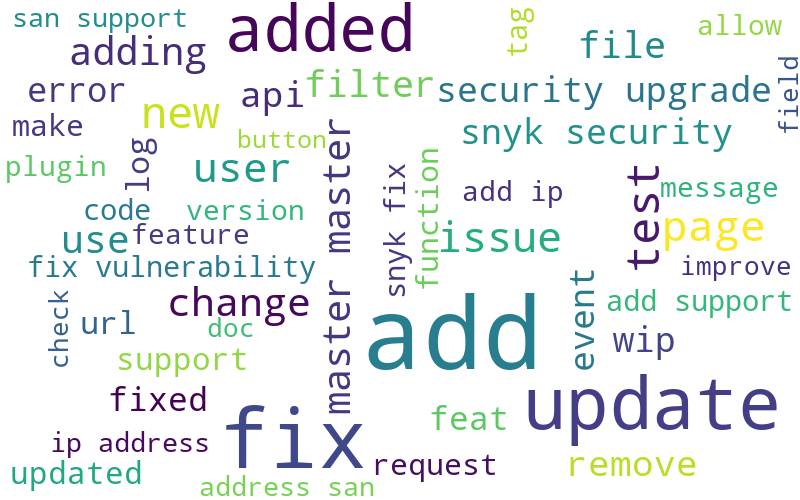 san support
added
tag
allow
adding
file
error
api
filter
security upgrade
field
make
new
button
snyk security
plugin
log
user
master master
snyk fix
function
add ip
test
message
code
version
use
feature
issue
page
fix vulnerability
improve
check
url
change
doc
add
event
add support
wip
support
fixed
fix
feat
update
ip address
request
remove
updated
address san